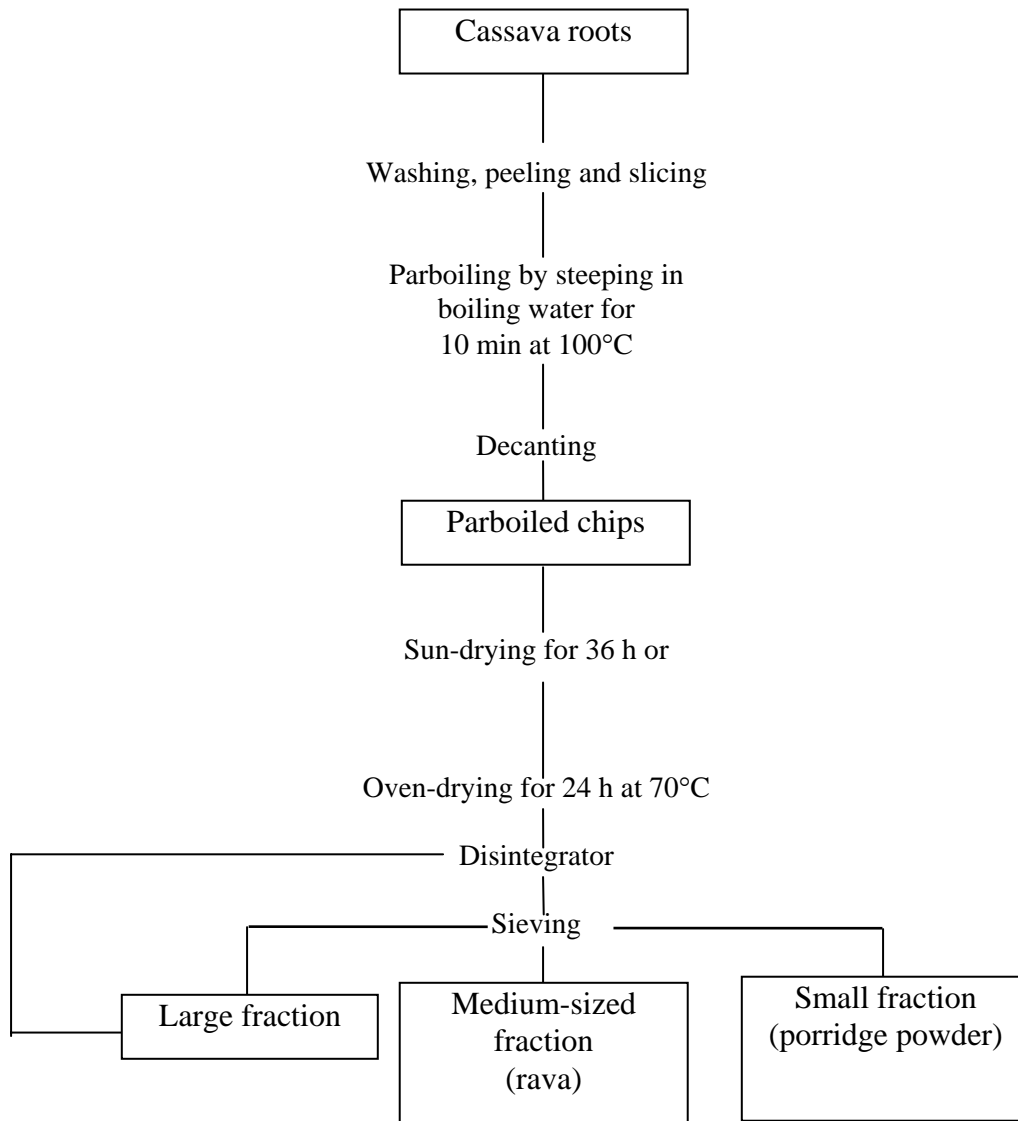 Cassava roots
Washing, peeling and slicing
Parboiling by steeping in
boiling water for
10 min at 100°C
Decanting
Parboiled chips
Sun-drying for 36 h or
Oven-drying for 24 h at 70°C
Disintegrator
Sieving
Large fraction
Medium-sized
fraction
(rava)
Small fraction
(porridge powder)